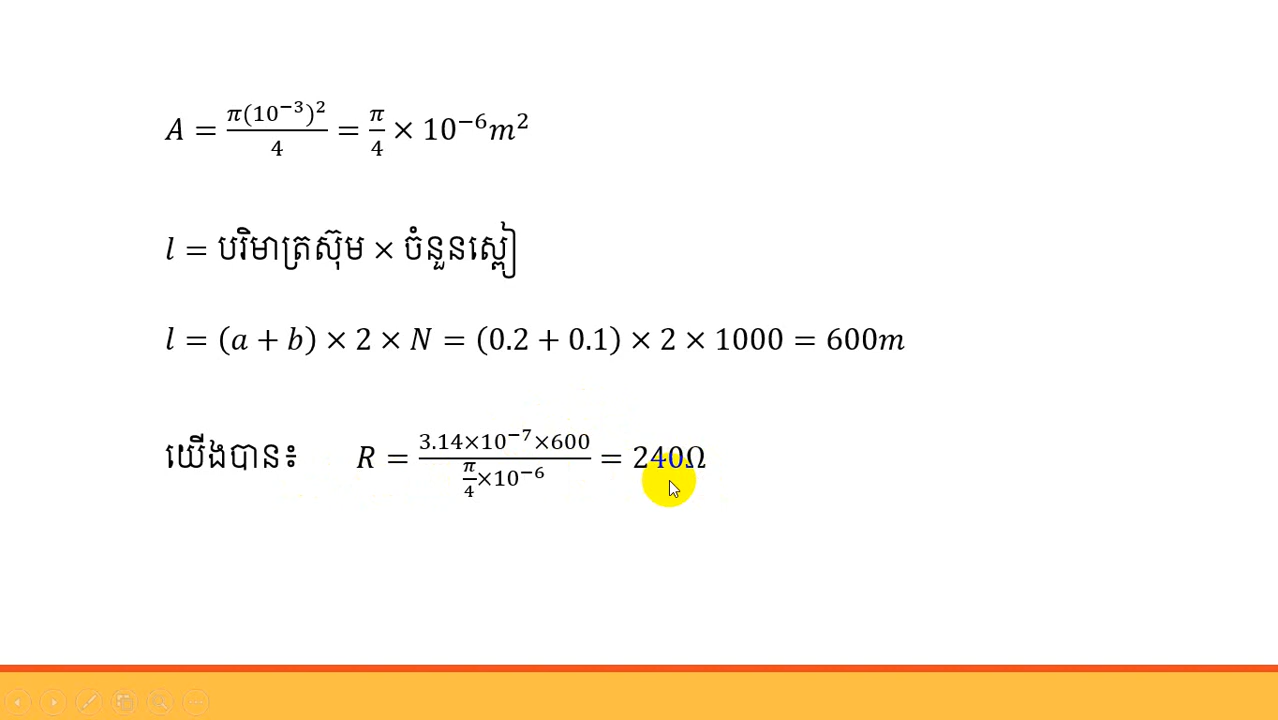 A = π(10⁻³)²/4 = π/4 × 10⁻⁶m²
l = បរិមាត្រស៊ុម × ចំនួនស្ពៀ
l = (a + b) × 2 × N = (0.2 + 0.1) × 2 × 1000 = 600m
យើងបាន៖ R = 3.14×10⁻⁷×600 / π/4×10⁻⁶ = 240Ω